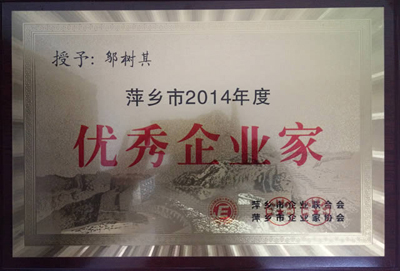 授予：邬树其
萍乡市2014年度
优秀企业家
萍乡市企业联合会
萍乡市企业家协会